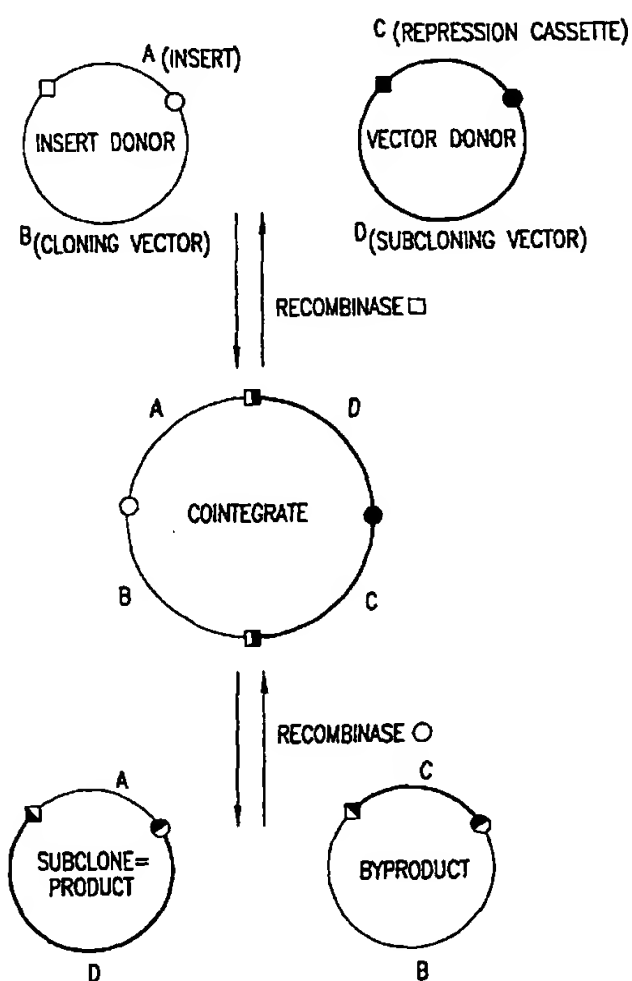 C (REPRESSION CASSETTE)
A (INSERT)
INSERT DONOR
VECTOR DONOR
B (CLONING VECTOR)
D (SUBCLONING VECTOR)
RECOMBINASE
A
D
COINTEGRATE
B
C
RECOMBINASE
A
C
SUBCLONE=
PRODUCT
BYPRODUCT
D
B